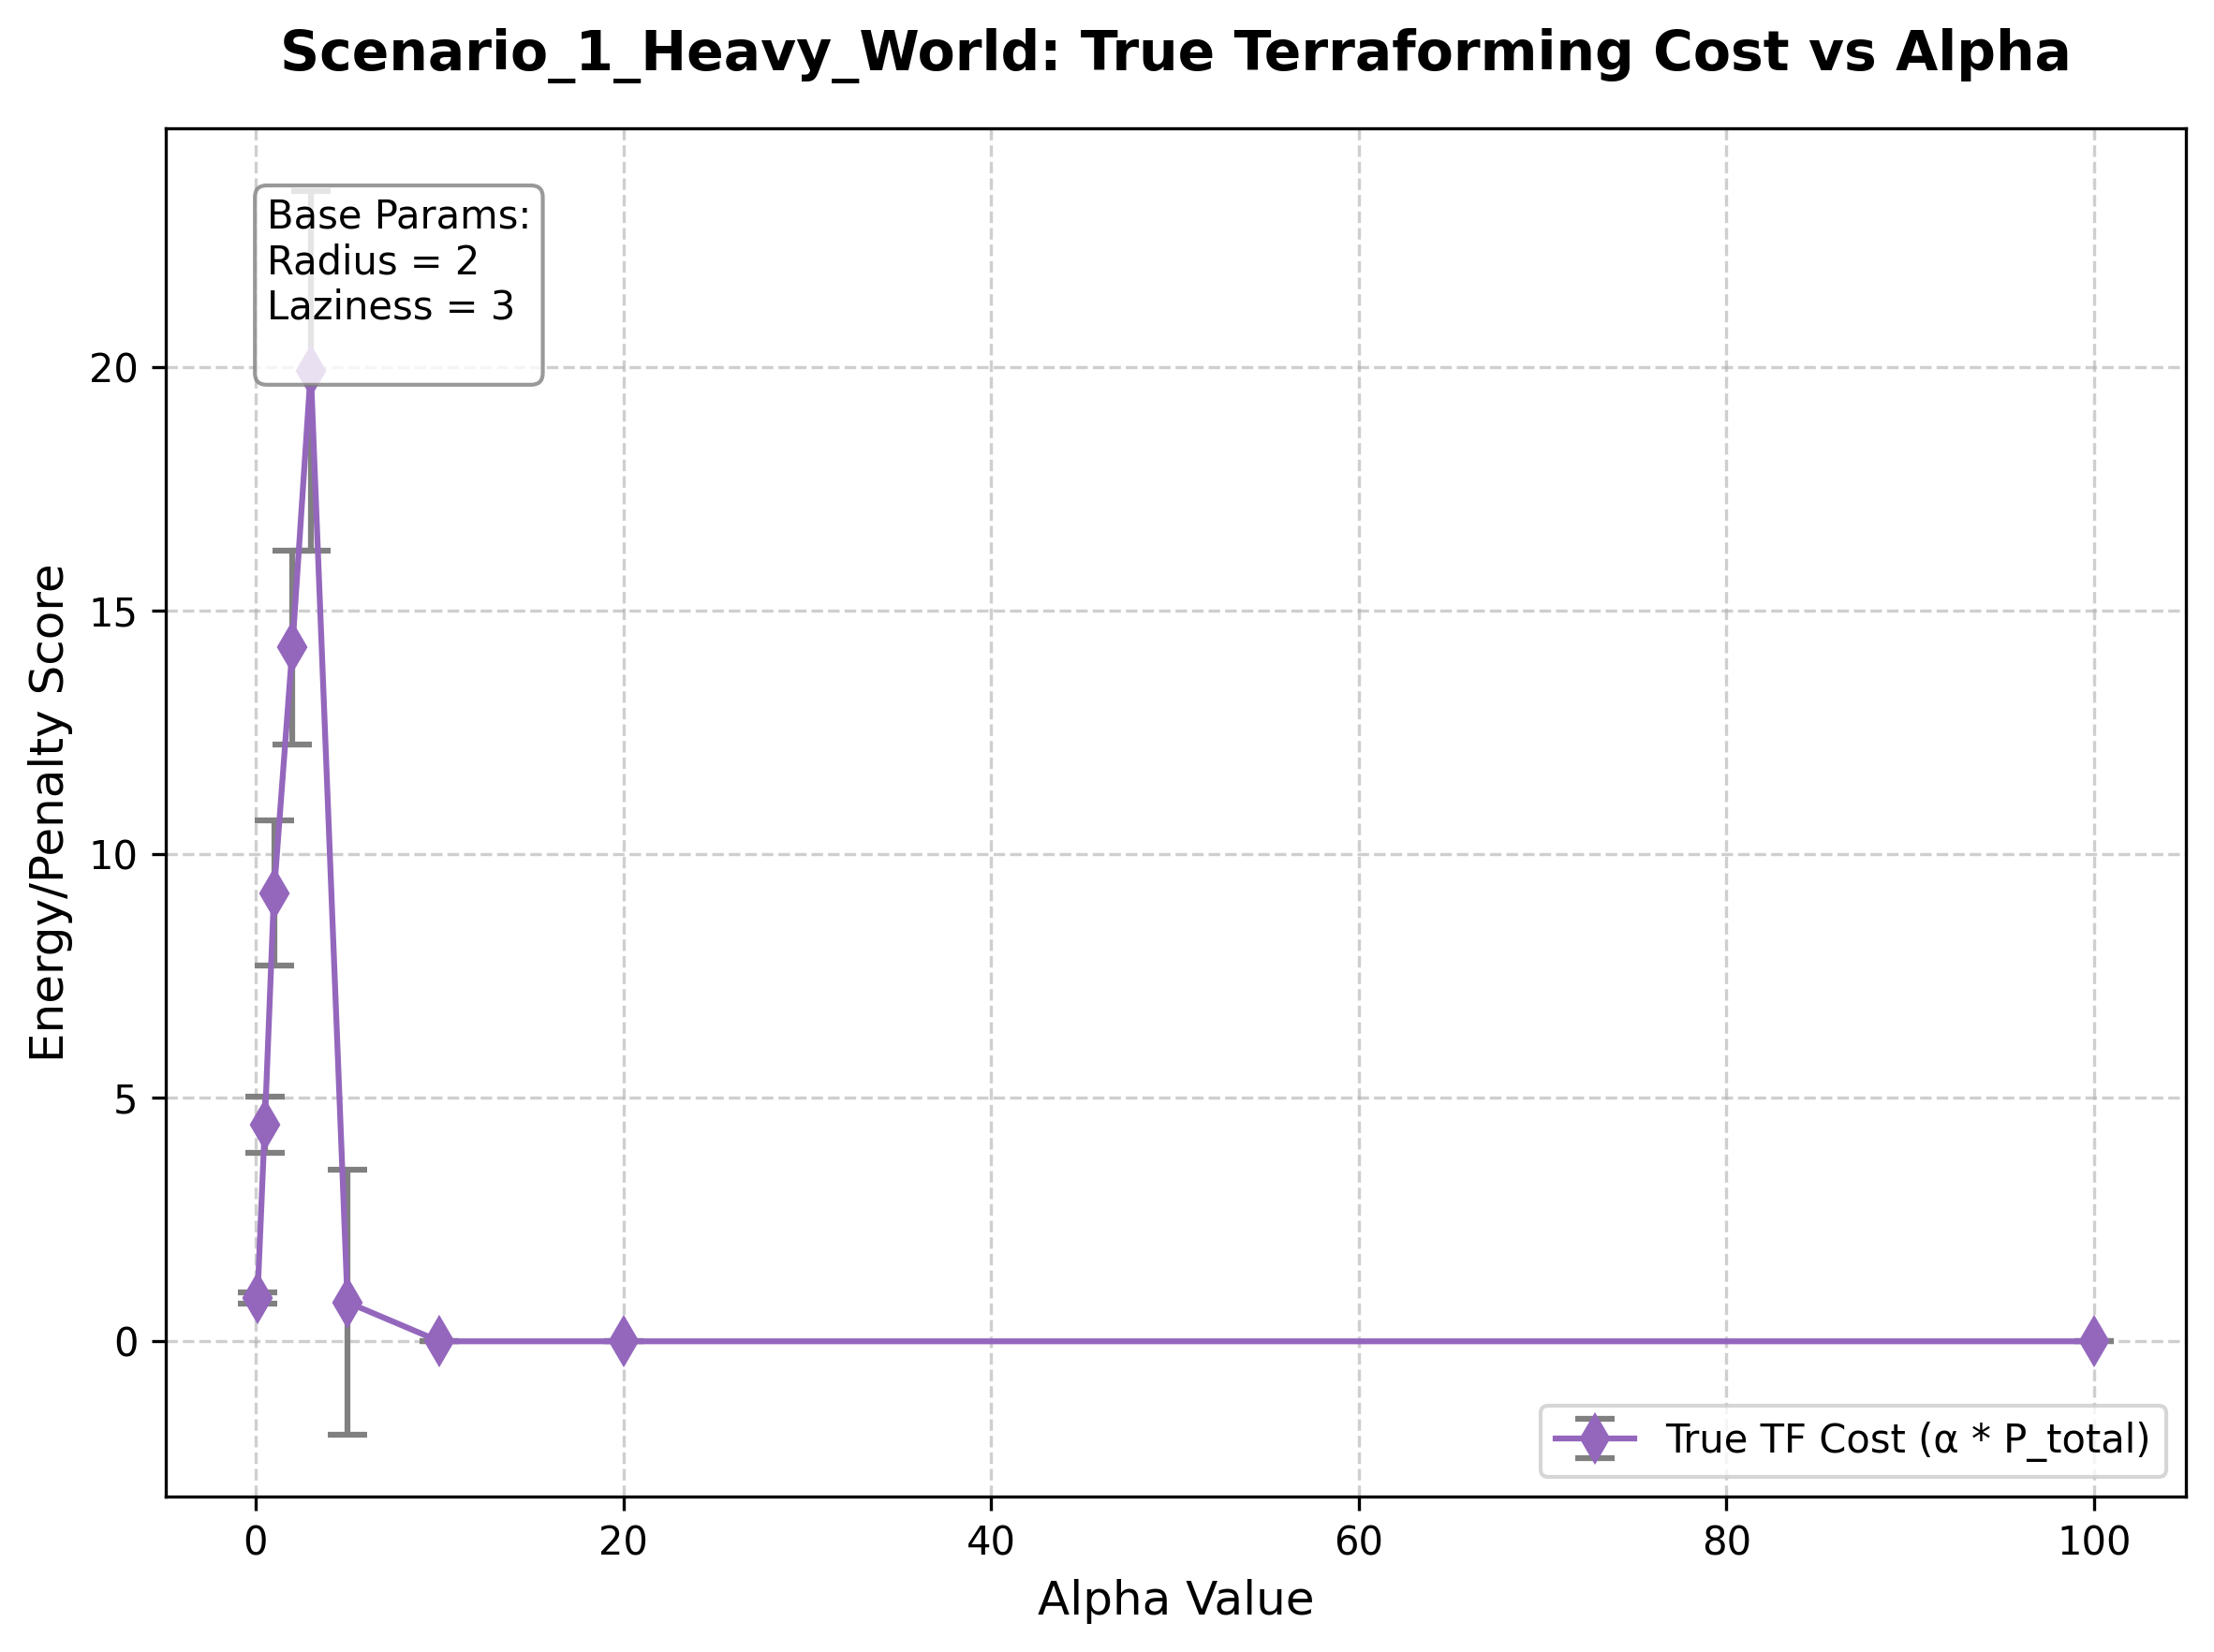 Scenario_1_Heavy_World: True Terraforming Cost vs Alpha
Base Params:
Radius = 2
Laziness = 3
Energy/Penalty Score
20
15
10
5
0
True TF Cost (α * P_total)
0 20 40 60 80 100
Alpha Value